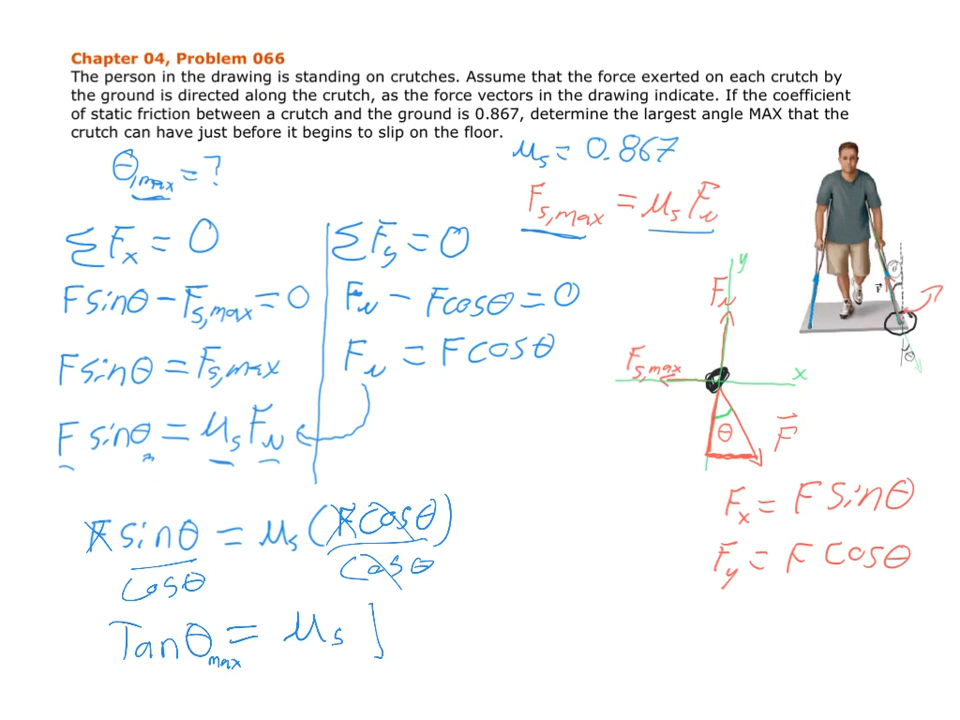 Chapter 04, Problem 066
The person in the drawing is standing on crutches. Assume that the force exerted on each crutch by
the ground is directed along the crutch, as the force vectors in the drawing indicate. If the coefficient
of static friction between a crutch and the ground is 0.867, determine the largest angle MAX that the
crutch can have just before it begins to slip on the floor.
θ,max = ?
μs = 0.867
Fs,max = μs FN
ΣFx = 0
F sinθ − Fs,max = 0
F sinθ = Fs,max
F sinθ = μs FN
ΣFy = 0
FN − F cosθ = 0
FN = F cosθ
F sinθ / cosθ = μs (F cosθ) / cosθ
Tanθmax = μs ]
y
FN
Fs,max
x
θ
F
Fx = F sinθ
Fy = F cosθ
θ
F
θ